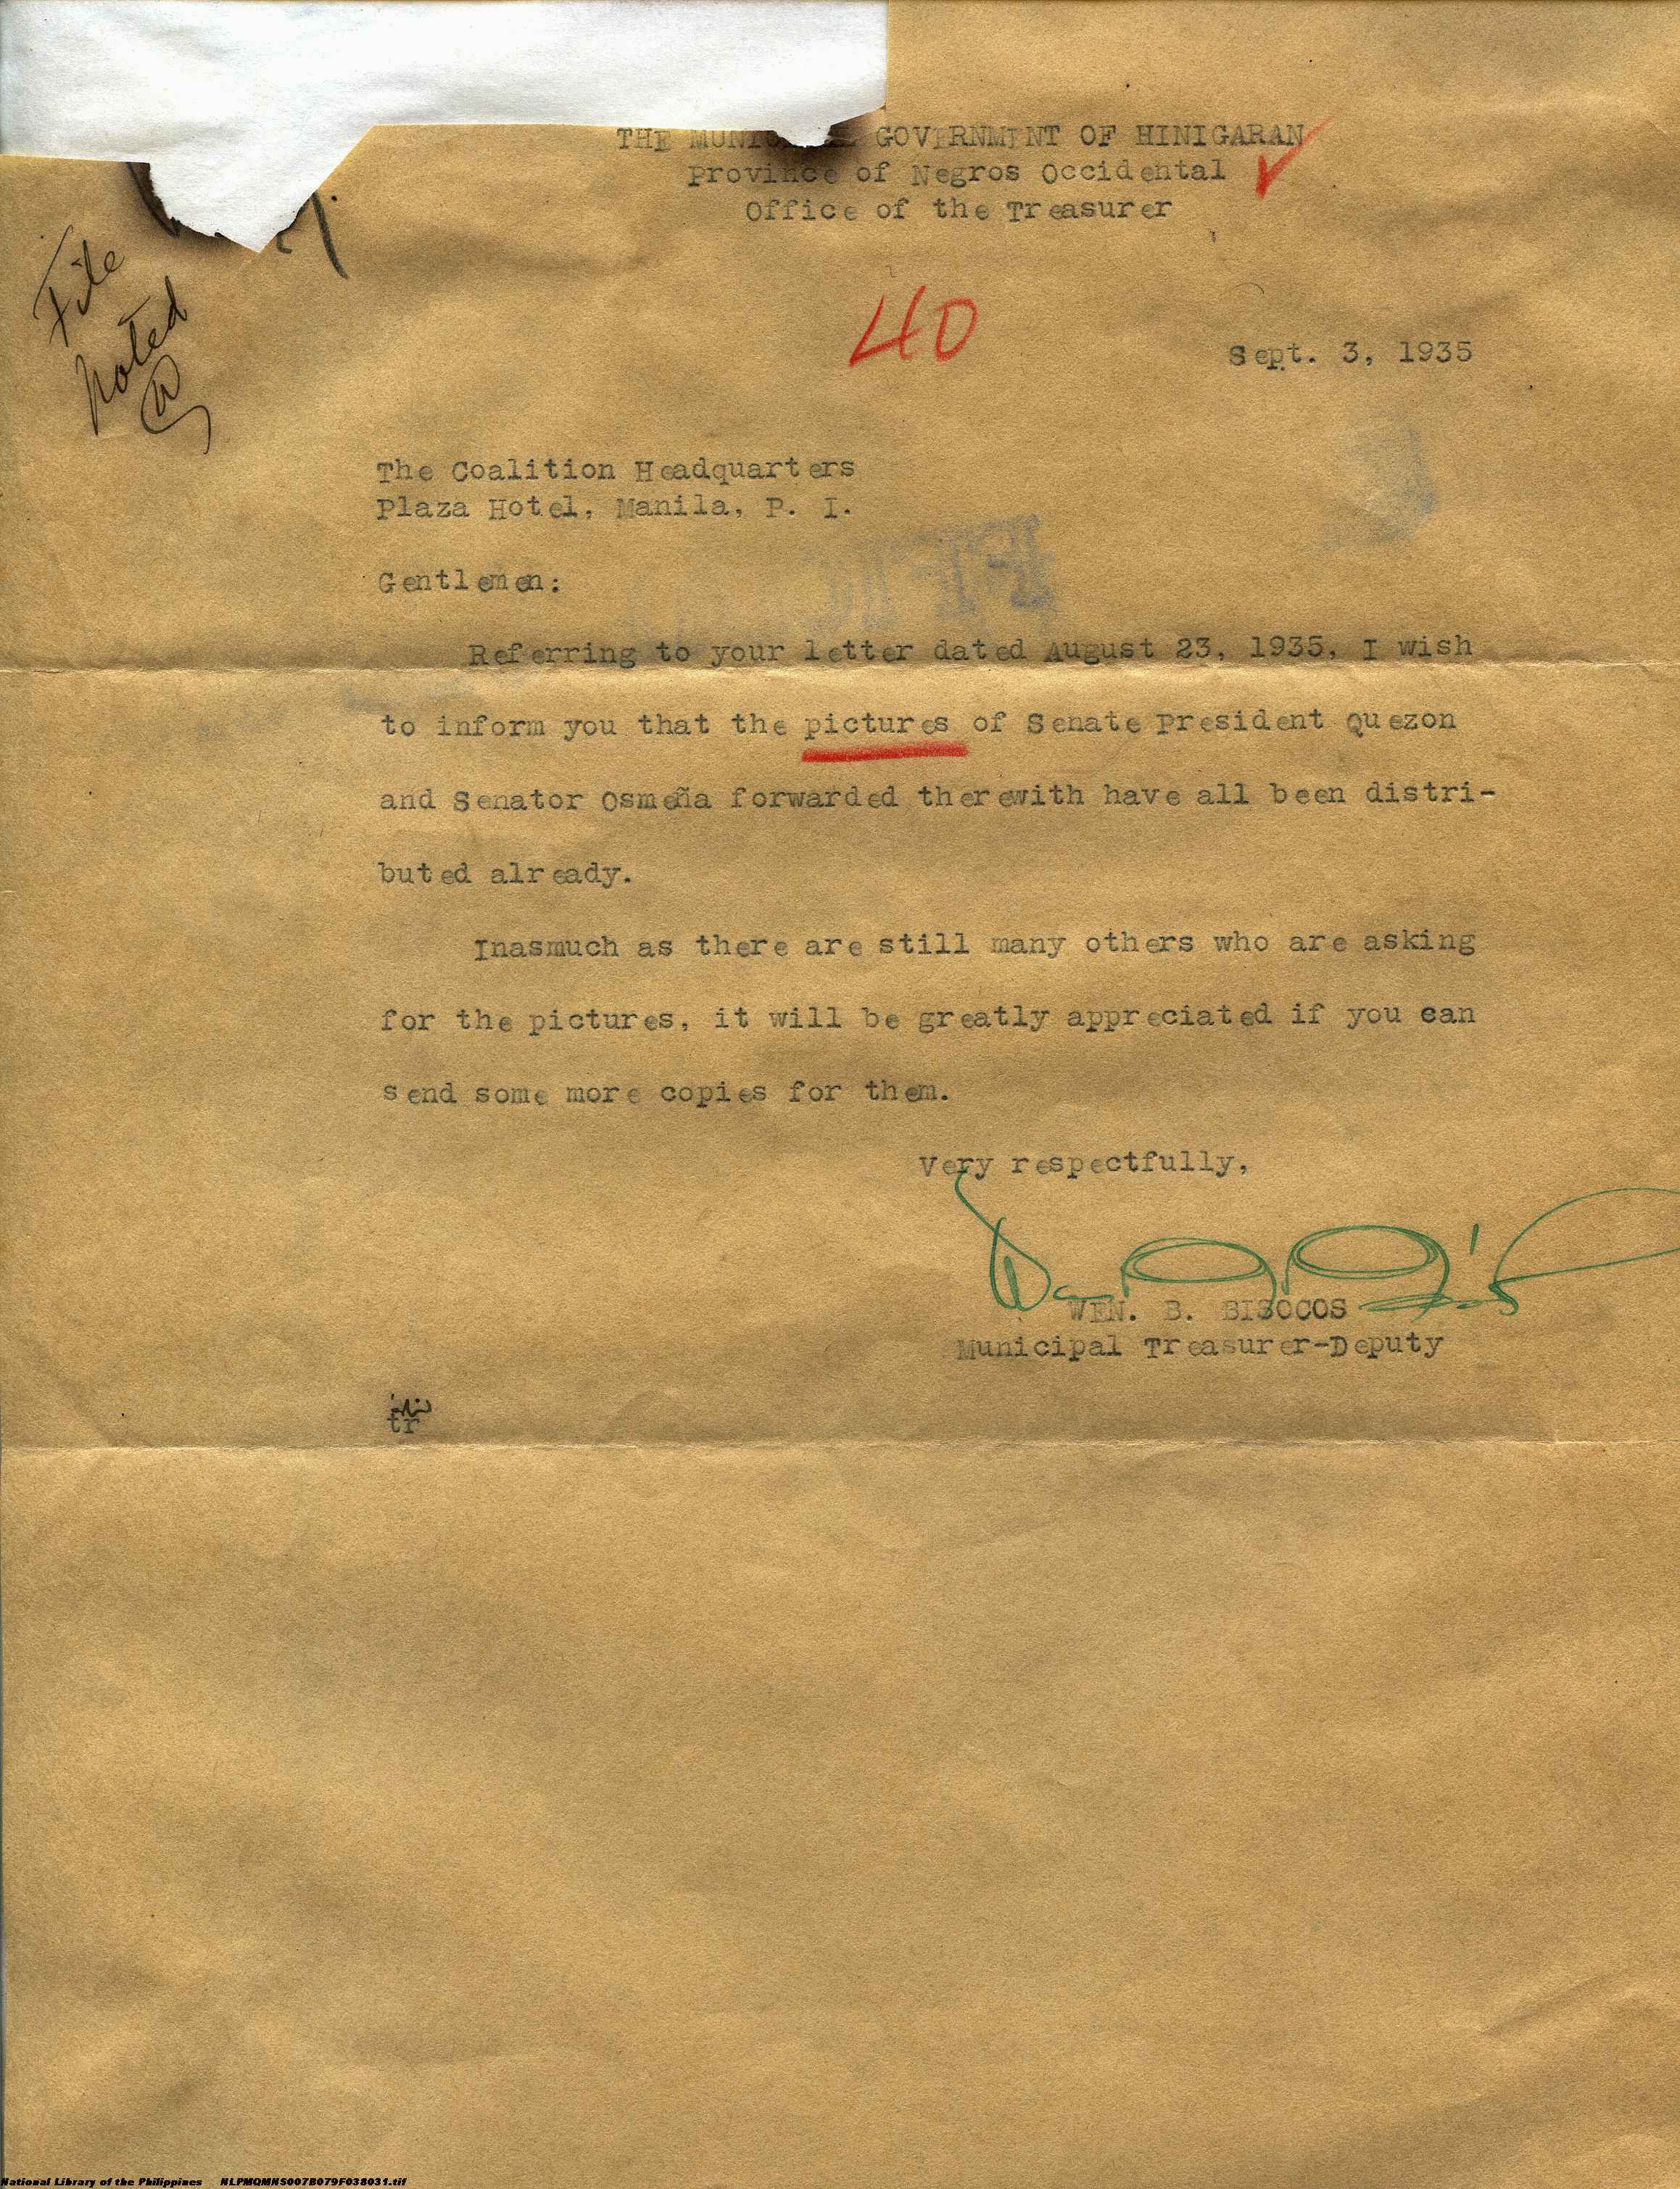 THE MUNICIPAL GOVERNMENT OF HINIGARAN
Province of Negros Occidental
Office of the Treasurer
File
Noted
40
Sept. 3, 1935
The Coalition Headquarters
Plaza Hotel, Manila, P. I.
Gentlemen:
Referring to your letter dated August 23, 1935, I wish
to inform you that the pictures of Senate President Quezon
and Senator Osmeña forwarded therewith have all been distri-
buted already.
Inasmuch as there are still many others who are asking
for the pictures, it will be greatly appreciated if you can
send some more copies for them.
Very respectfully,
WEN. B. BISOCOS
Municipal Treasurer-Deputy
tr
National Library of the Philippines NLPMQMNS007B079F038031.tif